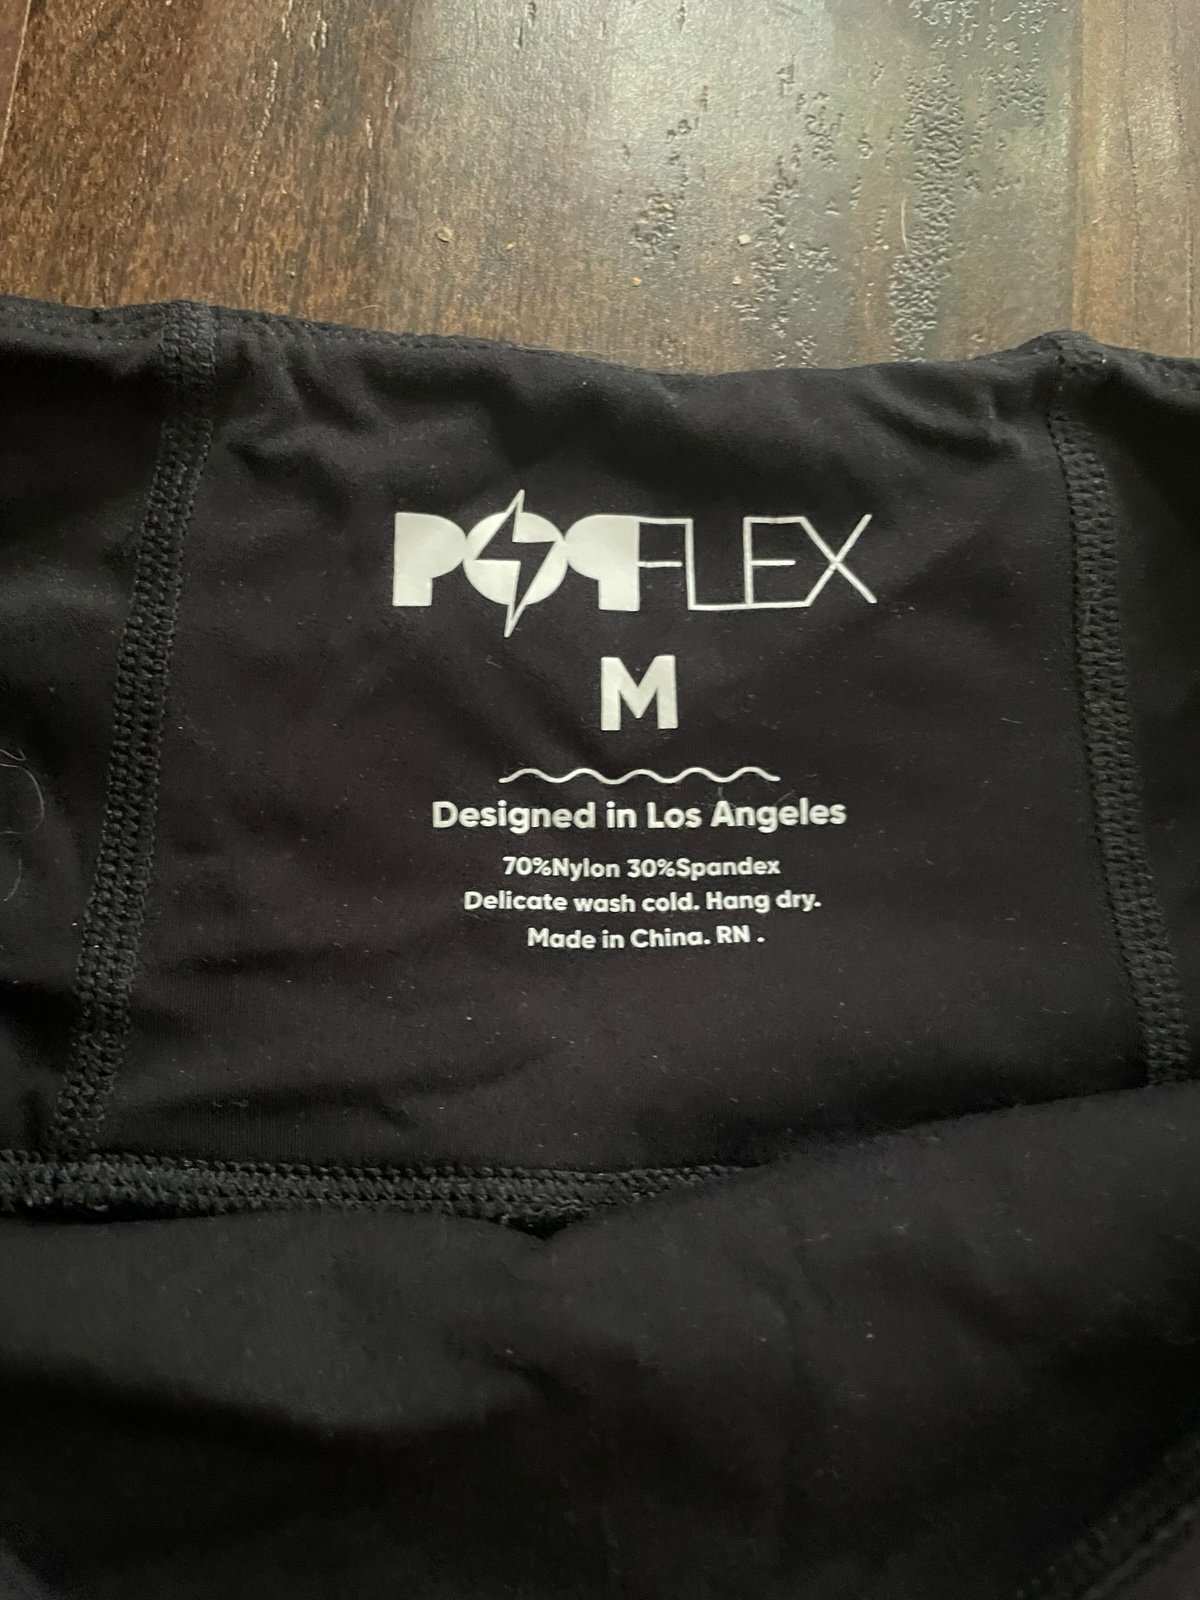 POPFLEX
M
Designed in Los Angeles
70%Nylon 30%Spandex
Delicate wash cold. Hang dry.
Made in China. RN .